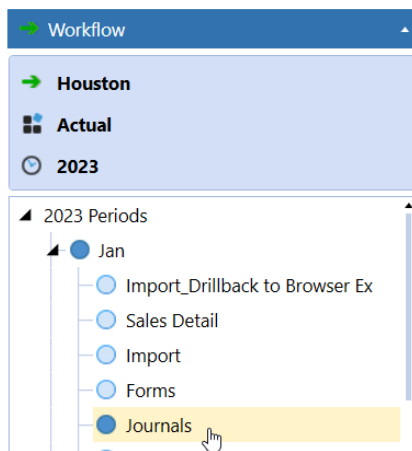 Workflow
Houston
Actual
2023
2023 Periods
Jan
Import_Drillback to Browser Ex
Sales Detail
Import
Forms
Journals